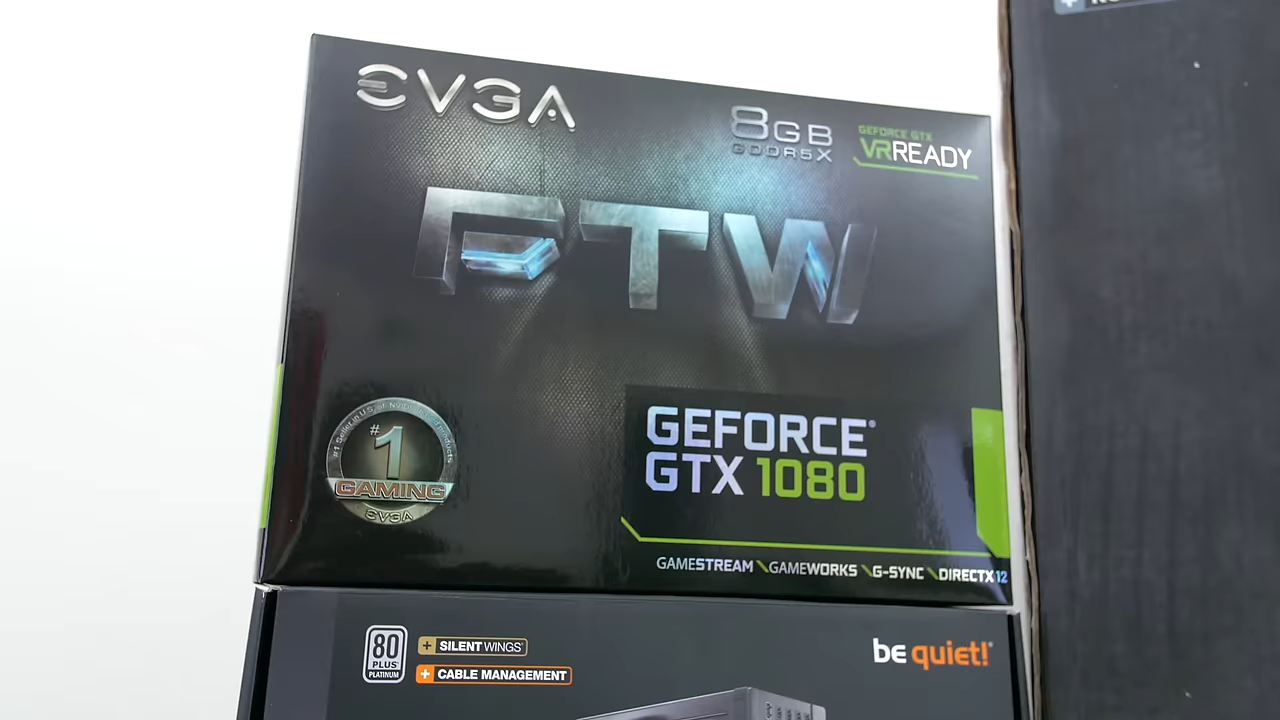 EVGA
8GB
GDDR5X
GEFORCE GTX
VRREADY
FTW
#1
GAMING
EVGA
GEFORCE®
GTX 1080
GAMESTREAM GAMEWORKS G-SYNC DIRECTX 12
80
PLUS
PLATINUM
+ SILENT WINGS®
+ CABLE MANAGEMENT
be quiet!®